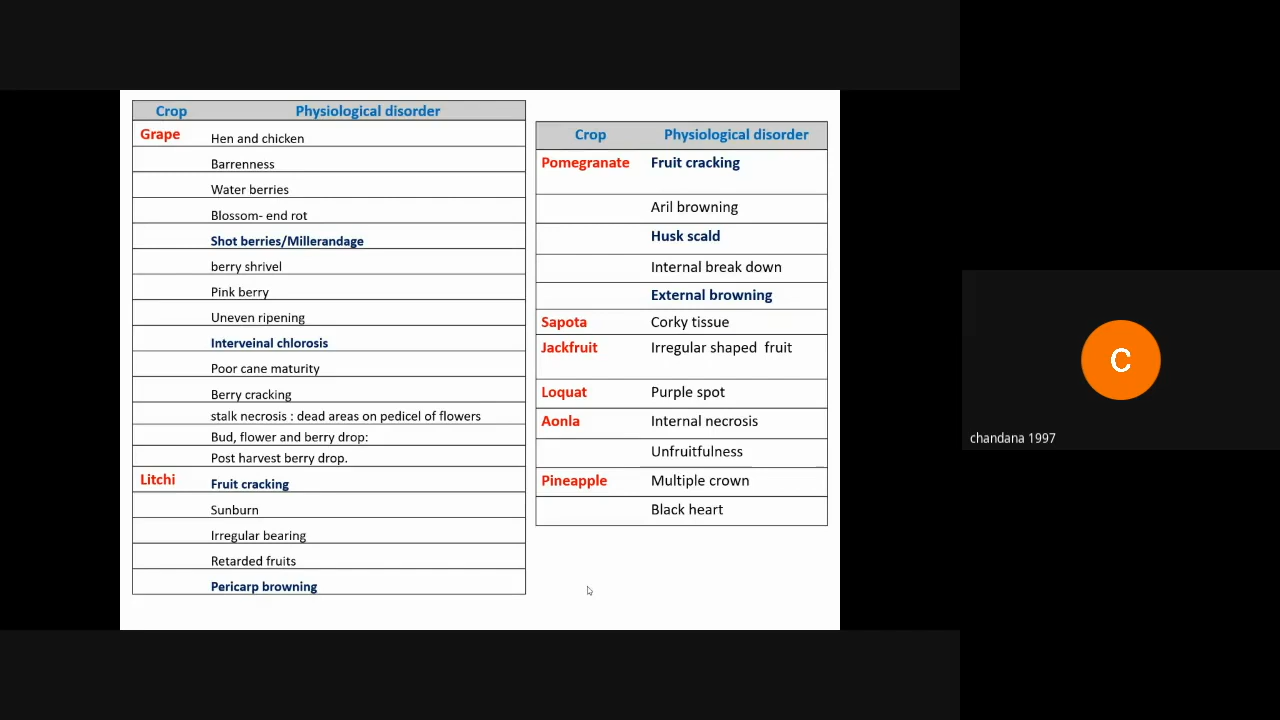 Crop Physiological disorder
Grape Hen and chicken
Barrenness
Water berries
Blossom- end rot
Shot berries/Millerandage
berry shrivel
Pink berry
Uneven ripening
Interveinal chlorosis
Poor cane maturity
Berry cracking
stalk necrosis : dead areas on pedicel of flowers
Bud, flower and berry drop:
Post harvest berry drop.
Litchi Fruit cracking
Sunburn
Irregular bearing
Retarded fruits
Pericarp browning
Crop Physiological disorder
Pomegranate Fruit cracking
Aril browning
Husk scald
Internal break down
External browning
Sapota Corky tissue
Jackfruit Irregular shaped fruit
Loquat Purple spot
Aonla Internal necrosis
Unfruitfulness
Pineapple Multiple crown
Black heart
C
chandana 1997